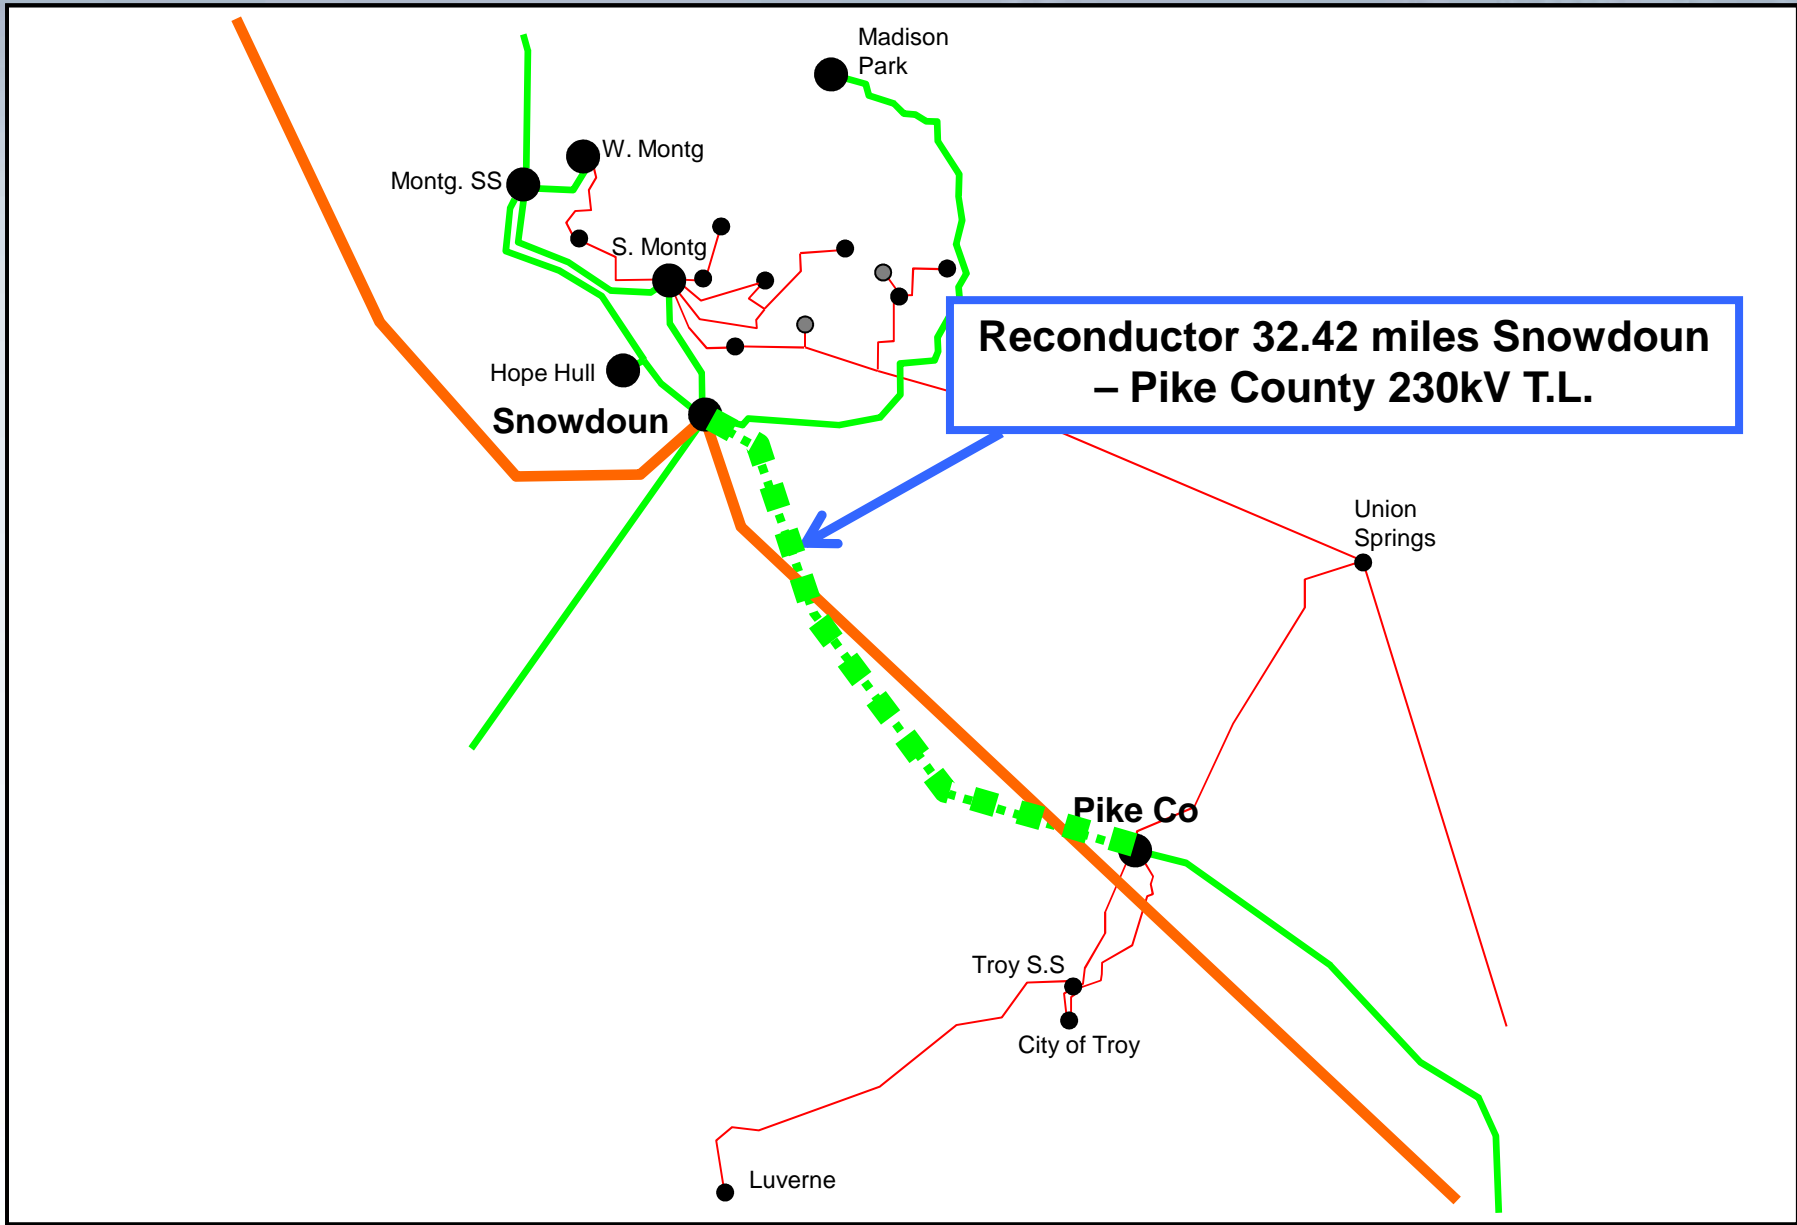 Madison
Park
W. Montg
Montg. SS
S. Montg
Reconductor 32.42 miles Snowdoun
– Pike County 230kV T.L.
Hope Hull
Snowdoun
Union
Springs
Pike Co
Troy S.S
City of Troy
Luverne